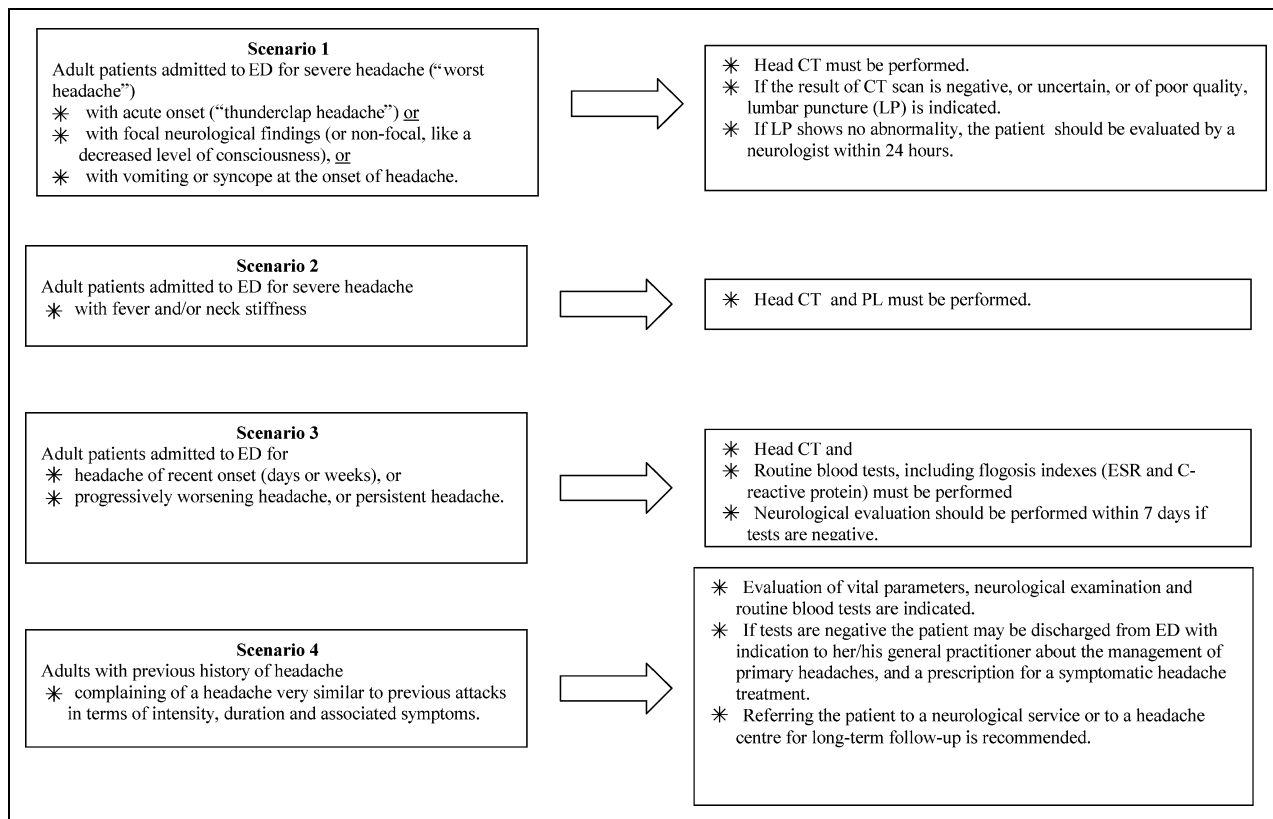 Scenario 1
Adult patients admitted to ED for severe headache (“worst
headache”)
✳ with acute onset (“thunderclap headache”) or
✳ with focal neurological findings (or non-focal, like a
decreased level of consciousness), or
✳ with vomiting or syncope at the onset of headache.
✳ Head CT must be performed.
✳ If the result of CT scan is negative, or uncertain, or of poor quality,
lumbar puncture (LP) is indicated.
✳ If LP shows no abnormality, the patient should be evaluated by a
neurologist within 24 hours.
Scenario 2
Adult patients admitted to ED for severe headache
✳ with fever and/or neck stiffness
✳ Head CT and PL must be performed.
Scenario 3
Adult patients admitted to ED for
✳ headache of recent onset (days or weeks), or
✳ progressively worsening headache, or persistent headache.
✳ Head CT and
✳ Routine blood tests, including flogosis indexes (ESR and C-
reactive protein) must be performed
✳ Neurological evaluation should be performed within 7 days if
tests are negative.
Scenario 4
Adults with previous history of headache
✳ complaining of a headache very similar to previous attacks
in terms of intensity, duration and associated symptoms.
✳ Evaluation of vital parameters, neurological examination and
routine blood tests are indicated.
✳ If tests are negative the patient may be discharged from ED with
indication to her/his general practitioner about the management of
primary headaches, and a prescription for a symptomatic headache
treatment.
✳ Referring the patient to a neurological service or to a headache
centre for long-term follow-up is recommended.